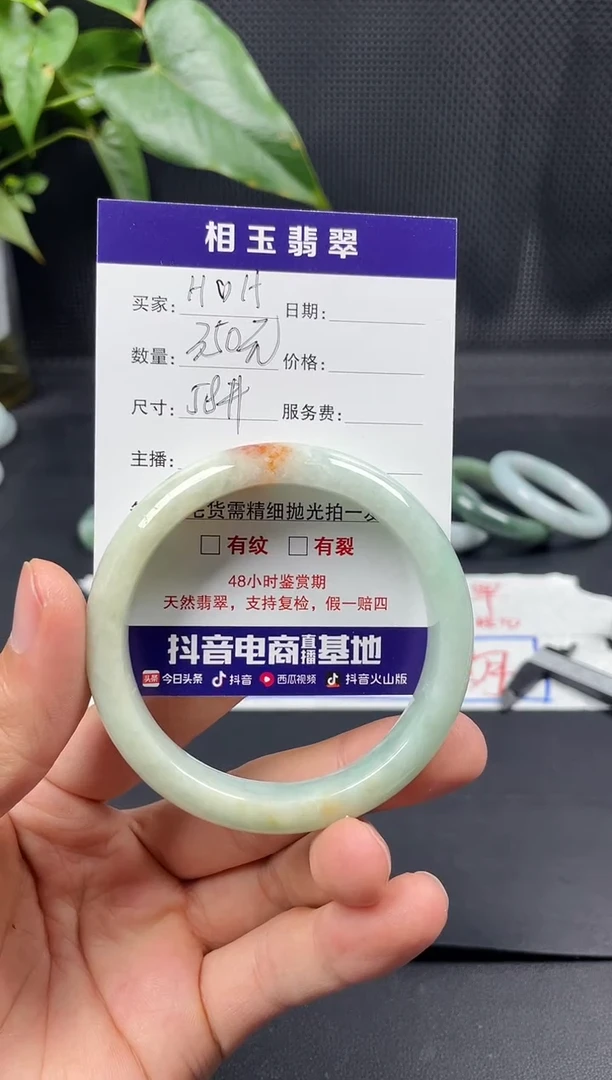 相玉翡翠
买家: H♡H 日期:
数量: 250元 价格:
尺寸: 58# 服务费:
主播:
货需精细抛光拍一
□ 有纹 □ 有裂
48小时鉴赏期
天然翡翠，支持复检，假一赔四
抖音电商直播基地
头条 今日头条 抖音 西瓜视频 抖音火山版